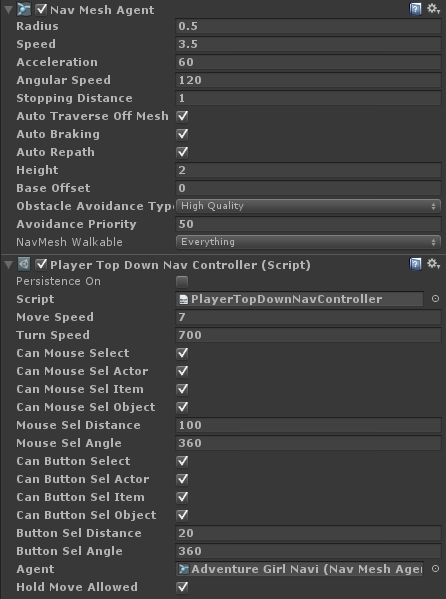 Nav Mesh Agent
Radius 0.5
Speed 3.5
Acceleration 60
Angular Speed 120
Stopping Distance 1
Auto Traverse Off Mesh
Auto Braking
Auto Repath
Height 2
Base Offset 0
Obstacle Avoidance Typ High Quality
Avoidance Priority 50
NavMesh Walkable Everything
Player Top Down Nav Controller (Script)
Persistence On
Script PlayerTopDownNavController
Move Speed 7
Turn Speed 700
Can Mouse Select
Can Mouse Sel Actor
Can Mouse Sel Item
Can Mouse Sel Object
Mouse Sel Distance 100
Mouse Sel Angle 360
Can Button Select
Can Button Sel Actor
Can Button Sel Item
Can Button Sel Object
Button Sel Distance 20
Button Sel Angle 360
Agent Adventure Girl Navi (Nav Mesh Age
Hold Move Allowed